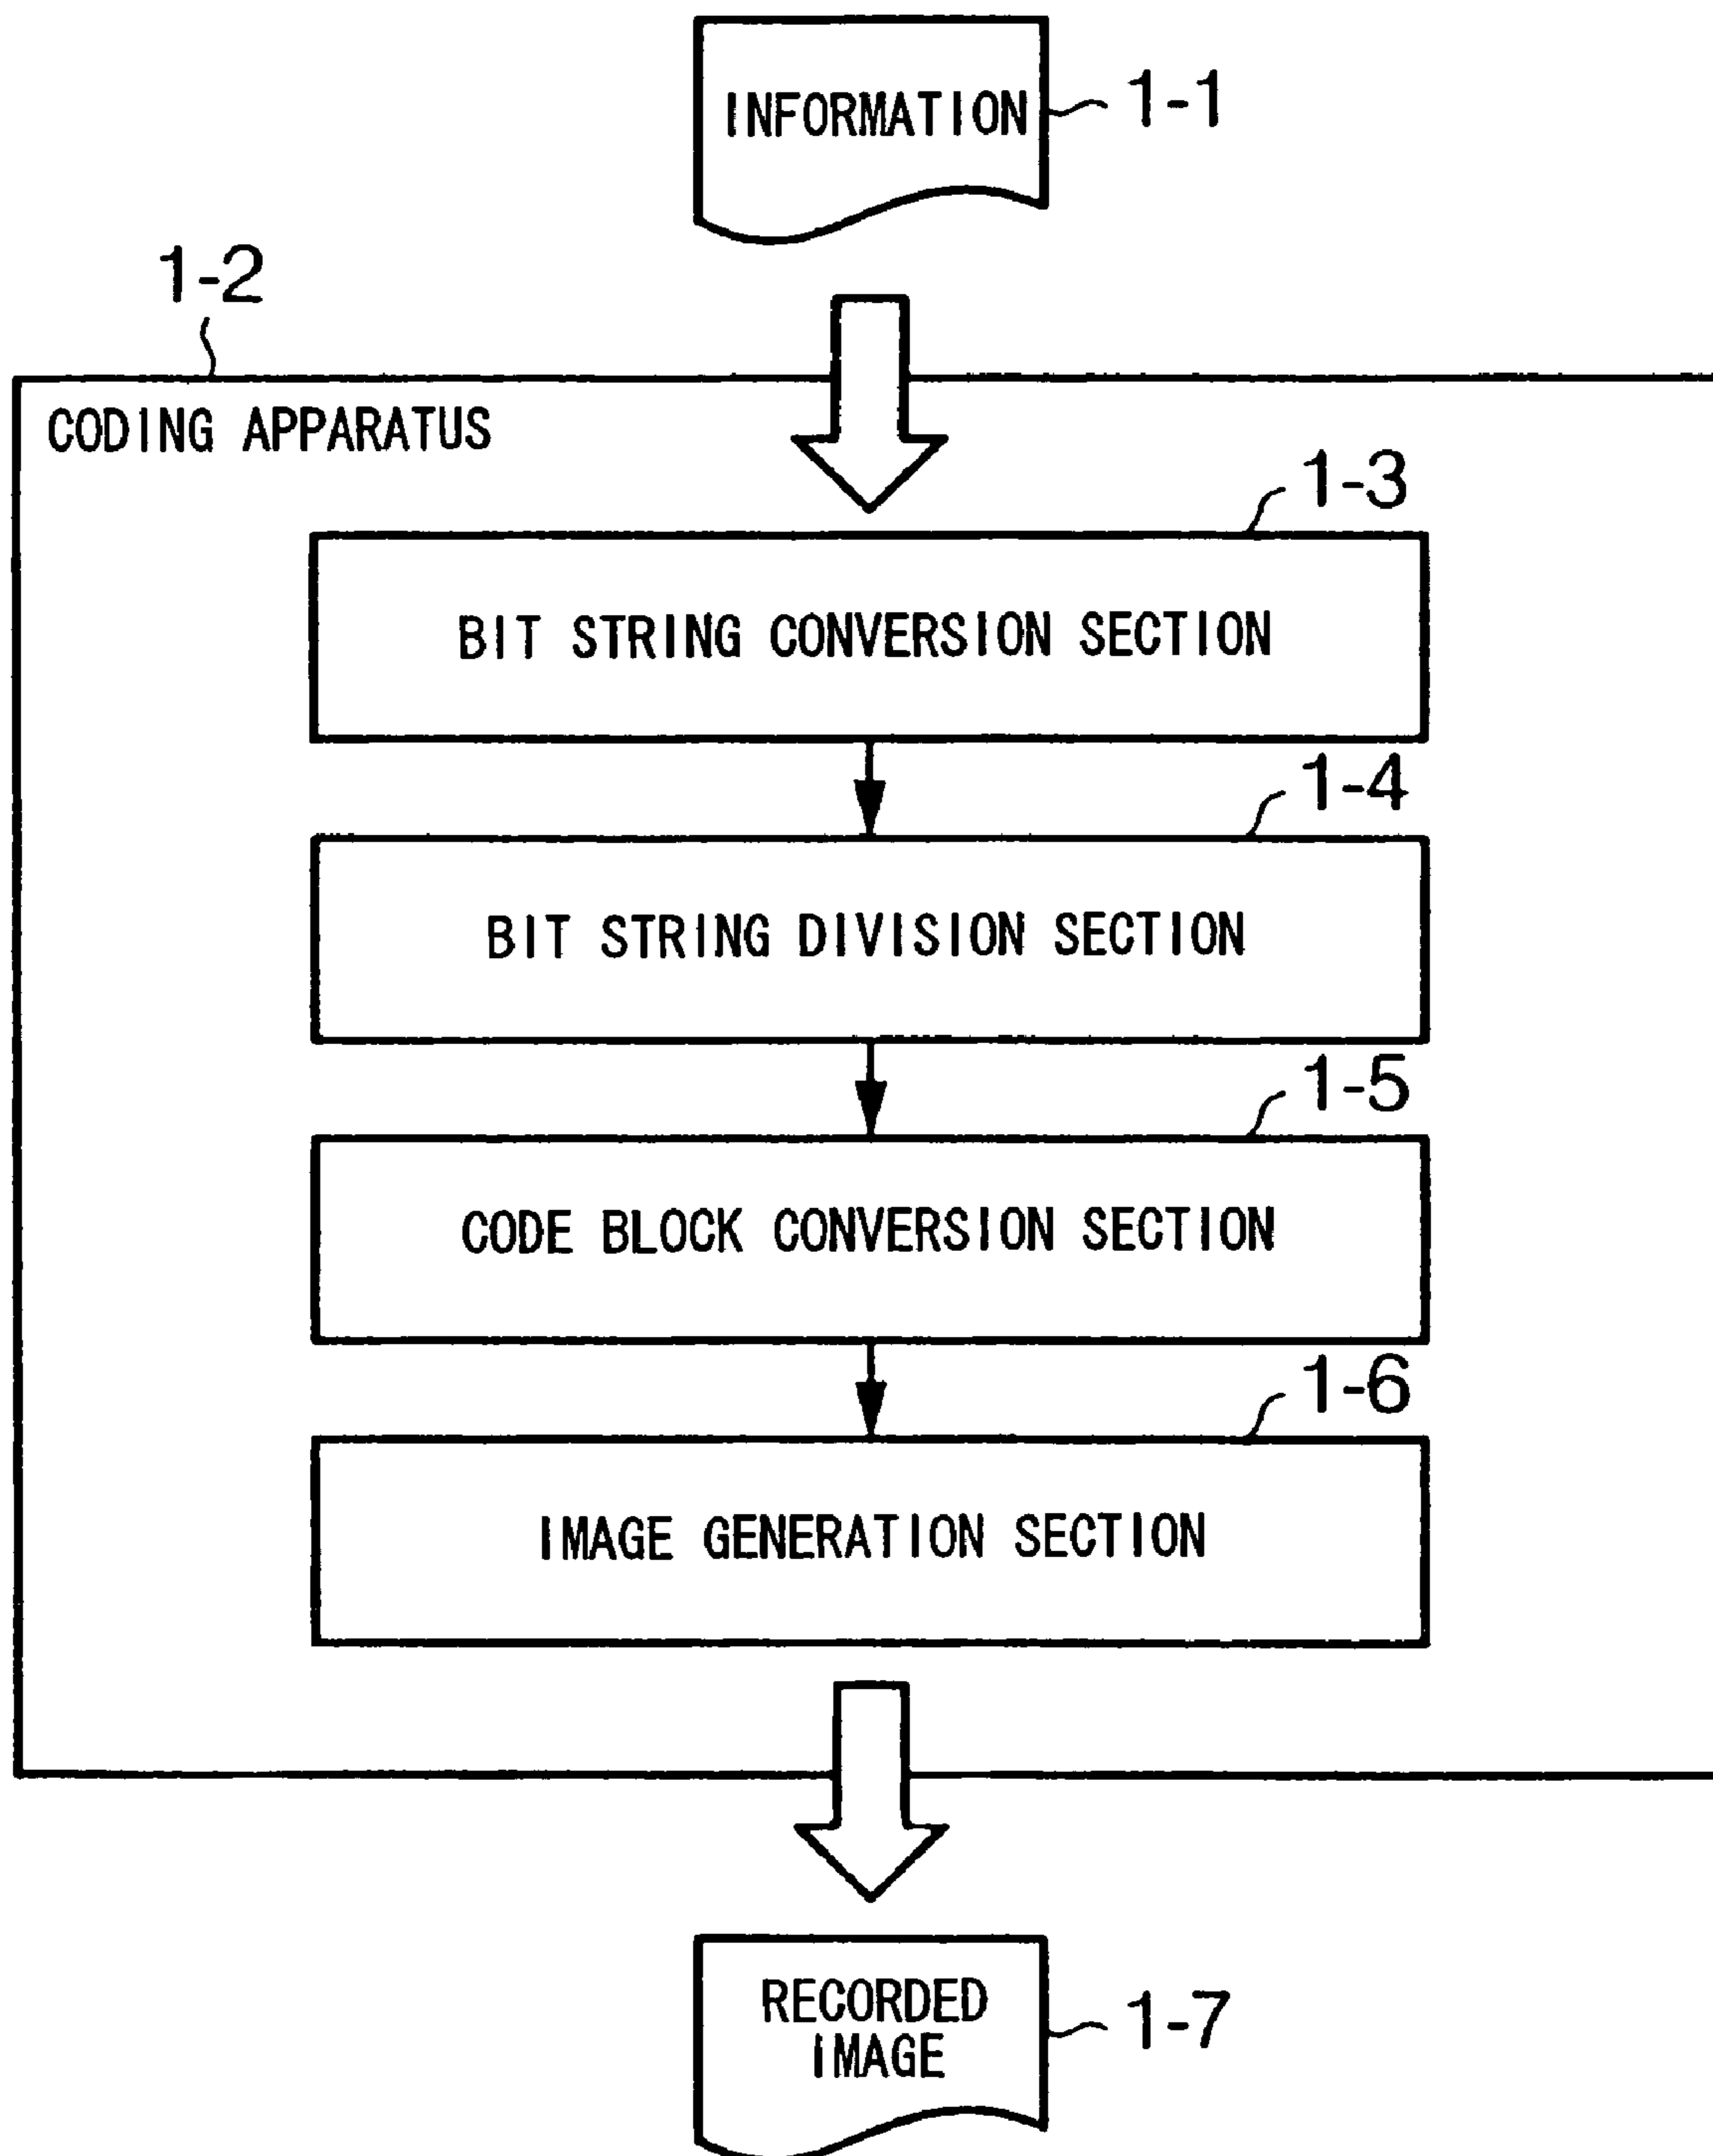 INFORMATION
1-1
1-2
CODING APPARATUS
1-3
BIT STRING CONVERSION SECTION
1-4
BIT STRING DIVISION SECTION
1-5
CODE BLOCK CONVERSION SECTION
1-6
IMAGE GENERATION SECTION
RECORDED
IMAGE
1-7